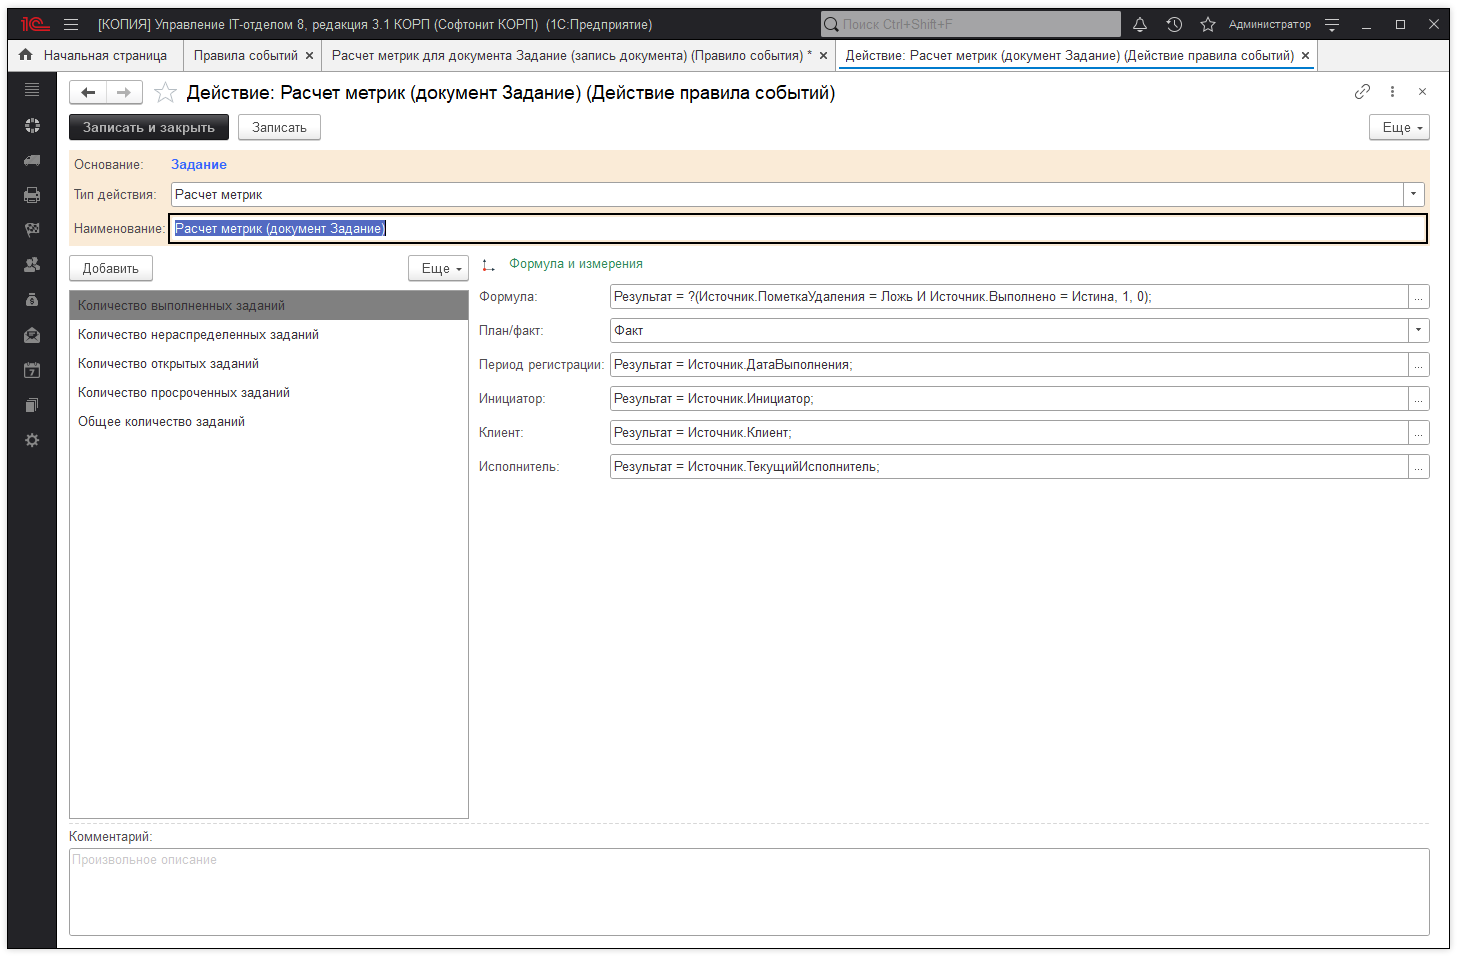 1С [КОПИЯ] Управление IT-отделом 8, редакция 3.1 КОРП (Софтонит КОРП) (1С:Предприятие) Поиск Ctrl+Shift+F Администратор
Начальная страница Правила событий × Расчет метрик для документа Задание (запись документа) (Правило события) * × Действие: Расчет метрик (документ Задание) (Действие правила событий) ×
Действие: Расчет метрик (документ Задание) (Действие правила событий)
Записать и закрыть Записать Еще
Основание: Задание
Тип действия: Расчет метрик
Наименование: Расчет метрик (документ Задание)
Добавить Еще Формула и измерения
Количество выполненных заданий
Количество нераспределенных заданий
Количество открытых заданий
Количество просроченных заданий
Общее количество заданий
Формула: Результат = ?(Источник.ПометкаУдаления = Ложь И Источник.Выполнено = Истина, 1, 0); ...
План/факт: Факт
Период регистрации: Результат = Источник.ДатаВыполнения; ...
Инициатор: Результат = Источник.Инициатор; ...
Клиент: Результат = Источник.Клиент; ...
Исполнитель: Результат = Источник.ТекущийИсполнитель; ...
7
Комментарий:
Произвольное описание